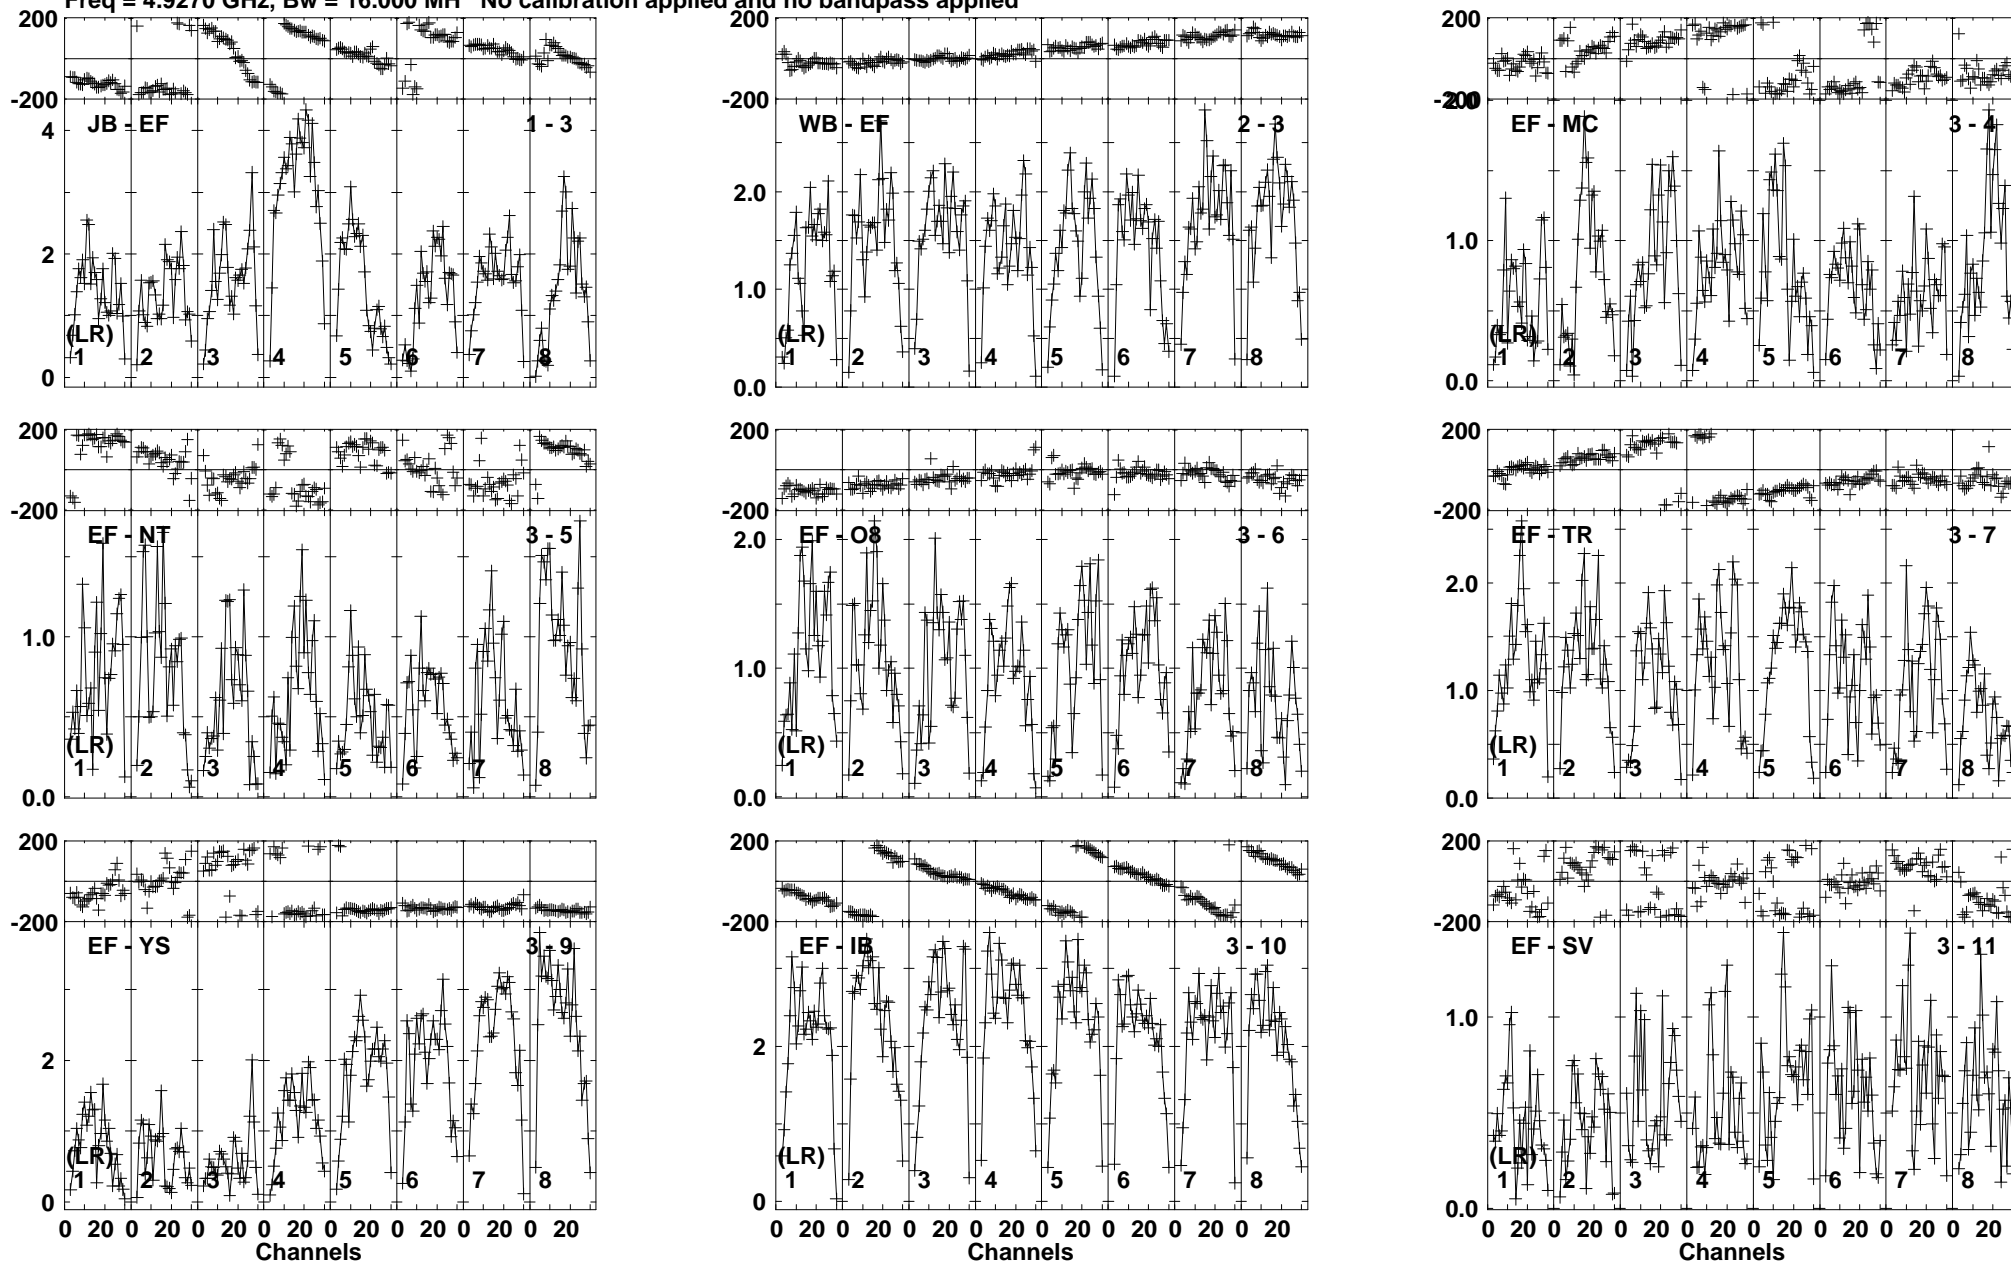 Freq = 4.9270 GHz, Bw = 16.000 MH No calibration applied and no bandpass applied
200 200 200
-200 -200 -200
2.0
JB - EF 1 - 3 WB - EF 2 - 3 EF - MC 3 - 4
4
2.0
2 1.0 1.0
(LR) (LR) (LR)
1 2 3 4 5 6 7 8 1 2 3 4 5 6 7 8 1 2 3 4 5 6 7 8
0 0.0 0.0
200 200 200
-200 -200 -200
EF - NT 3 - 5 EF - O8 3 - 6 EF - TR 3 - 7
2.0 2.0
1.0 1.0 1.0
(LR) (LR) (LR)
1 2 3 4 5 6 7 8 1 2 3 4 5 6 7 8 1 2 3 4 5 6 7 8
0.0 0.0 0.0
200 200 200
-200 -200 -200
EF - YS 3 - 9 EF - IB 3 - 10 EF - SV 3 - 11
2 2 1.0
(LR) (LR) (LR)
1 2 3 4 5 6 7 8 1 2 3 4 5 6 7 8 1 2 3 4 5 6 7 8
0 0 0.0
0 20 0 20 0 20 0 20 0 20 0 20 0 20 0 20 0 20 0 20 0 20 0 20 0 20 0 20 0 20 0 20 0 20 0 20 0 20 0 20 0 20 0 20 0 20 0 20
Channels Channels Channels